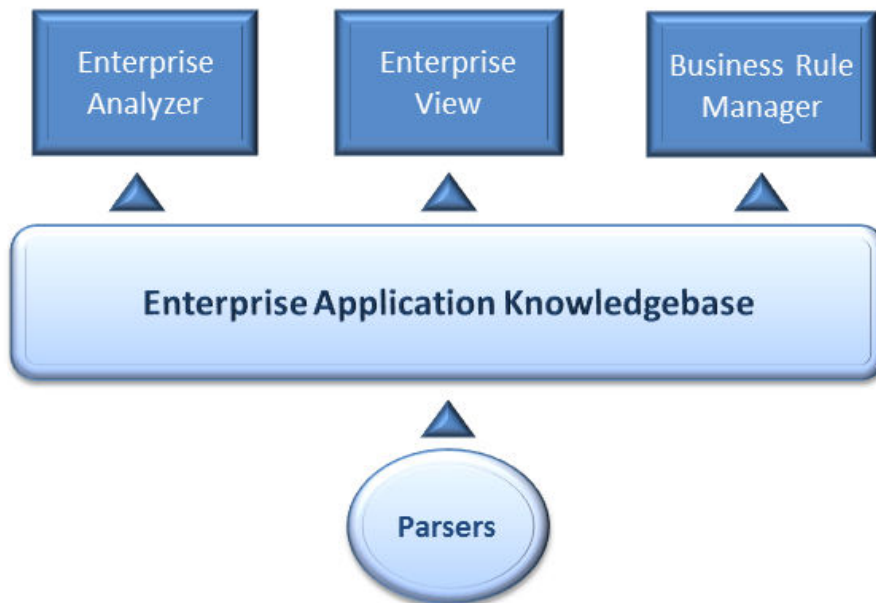 Enterprise
Analyzer
Enterprise
View
Business Rule
Manager
Enterprise Application Knowledgebase
Parsers